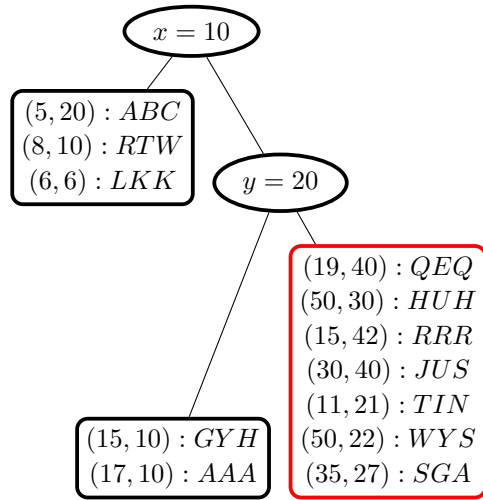 x = 10
(5, 20) : ABC
(8, 10) : RTW
(6, 6) : LKK
y = 20
(19, 40) : QEQ
(50, 30) : HUH
(15, 42) : RRR
(30, 40) : JUS
(11, 21) : TIN
(50, 22) : WYS
(35, 27) : SGA
(15, 10) : GYH
(17, 10) : AAA